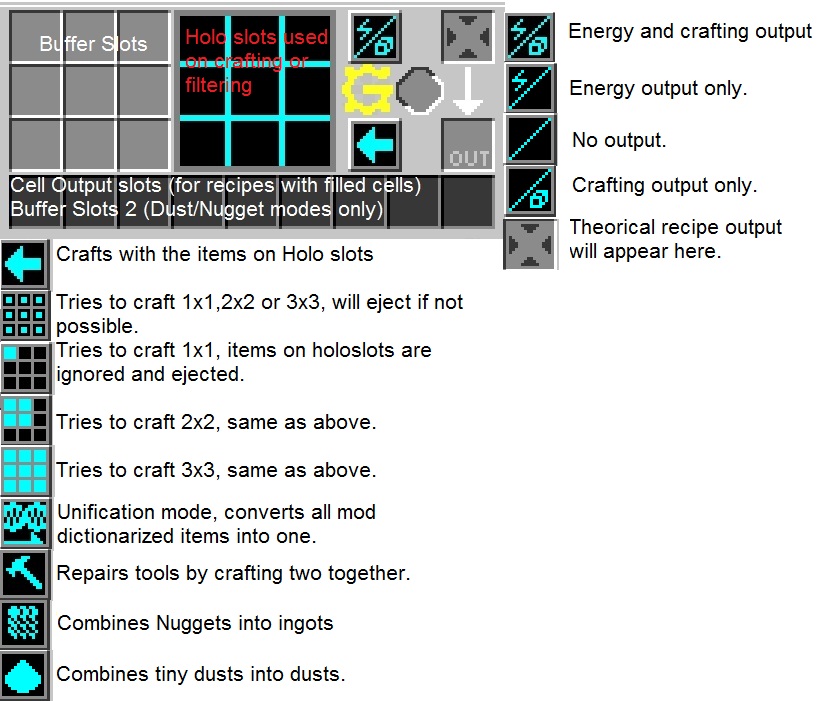 Buffer Slots
Holo slots used
on crafting or
filtering
G
OUT
Cell Output slots (for recipes with filled cells)
Buffer Slots 2 (Dust/Nugget modes only)
Energy and crafting output
Energy output only.
No output.
Crafting output only.
Theorical recipe output
will appear here.
Crafts with the items on Holo slots
Tries to craft 1x1,2x2 or 3x3, will eject if not
possible.
Tries to craft 1x1, items on holoslots are
ignored and ejected.
Tries to craft 2x2, same as above.
Tries to craft 3x3, same as above.
Unification mode, converts all mod
dictionarized items into one.
Repairs tools by crafting two together.
Combines Nuggets into ingots
Combines tiny dusts into dusts.